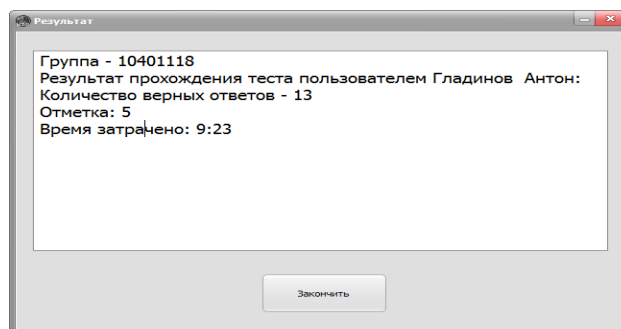 Результат
Группа - 10401118
Результат прохождения теста пользователем Гладинов  Антон:
Количество верных ответов - 13
Отметка: 5
Время затрачено: 9:23
Закончить